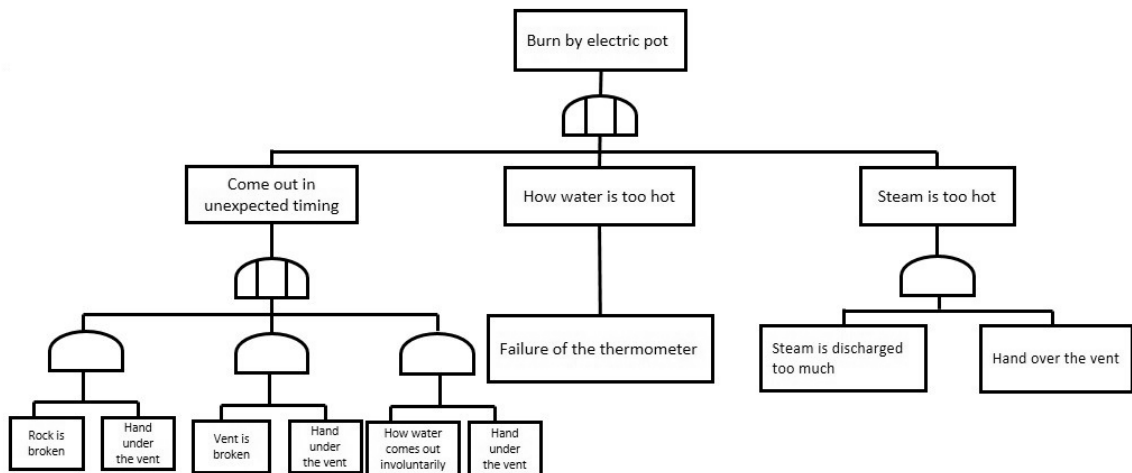 Burn by electric pot
Come out in
unexpected timing
How water is too hot
Steam is too hot
Failure of the thermometer
Steam is discharged
too much
Hand over the vent
Rock is
broken
Hand
under
the vent
Vent is
broken
Hand
under
the vent
How water
comes out
involuntarily
Hand
under
the vent